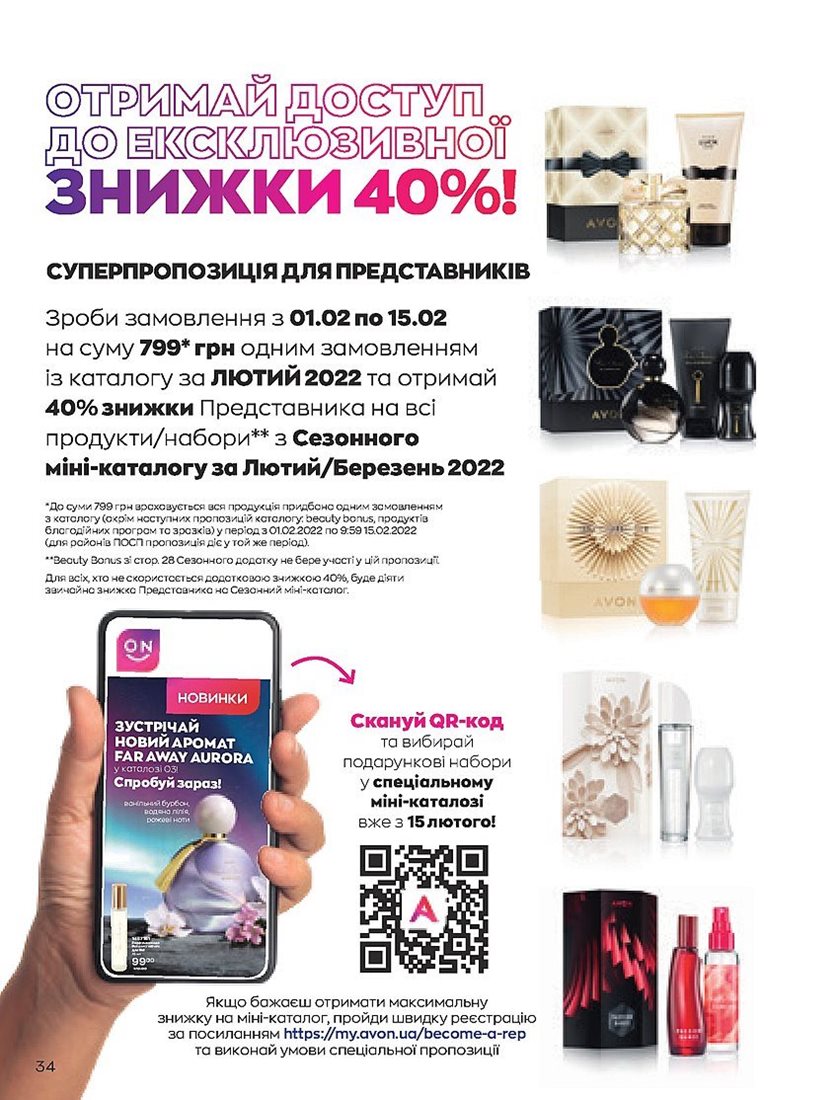 ОТРИМАЙ ДОСТУП
ДО ЕКСКЛЮЗИВНОЇ
ЗНИЖКИ 40%!
СУПЕРПРОПОЗИЦІЯ ДЛЯ ПРЕДСТАВНИКІВ
Зроби замовлення з 01.02 по 15.02
на суму 799* грн одним замовленням
із каталогу за ЛЮТИЙ 2022 та отримай
40% знижки Представника на всі
продукти/набори** з Сезонного
міні-каталогу за Лютий/Березень 2022
*До суми 799 грн враховується вся продукція придбана одним замовленням
з каталогу (окрім наступних пропозицій каталогу: beauty bonus, продуктів
благодійних програм та зразків) у період з 01.02.2022 по 9:59 15.02.2022
(для районів ПОСП пропозиція діє у той же період).
**Beauty Bonus зі стор. 28 Сезонного додатку не бере участі у цій пропозиції.
Для всіх, хто не скористається додатковою знижкою 40%, буде діяти
звичайна знижка Представника на Сезонний міні-каталог.
ON
НОВИНКИ
ЗУСТРІЧАЙ
НОВИЙ АРОМАТ
FAR AWAY AURORA
у каталозі 03!
Спробуй зараз!
ванільний бурбон,
водяна лілія,
рожеві ноти
99⁰⁰
Скануй QR-код
та вибирай
подарункові набори
у спеціальному
міні-каталозі
вже з 15 лютого!
A
Якщо бажаєш отримати максимальну
знижку на міні-каталог, пройди швидку реєстрацію
за посиланням https://my.avon.ua/become-a-rep
та виконай умови спеціальної пропозиції
34
AVON
AVON
AVON
AVON
AVON